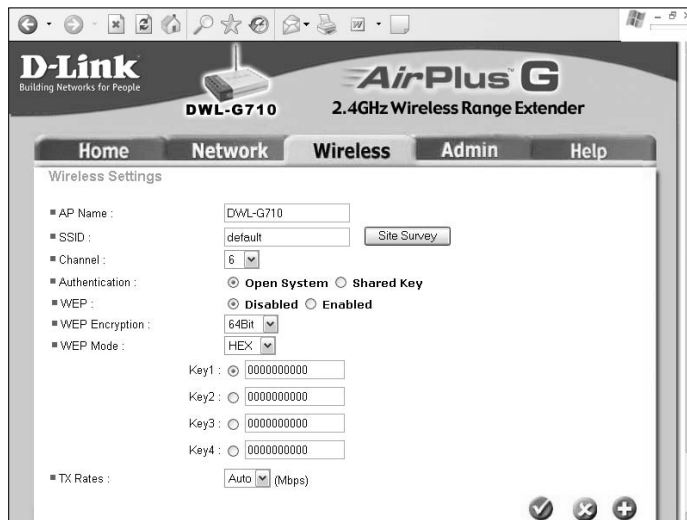 D-Link
Building Networks for People
DWL-G710
AirPlus G
2.4GHz Wireless Range Extender
Home Network Wireless Admin Help
Wireless Settings
AP Name : DWL-G710
SSID : default Site Survey
Channel : 6
Authentication : Open System Shared Key
WEP : Disabled Enabled
WEP Encryption : 64Bit
WEP Mode : HEX
Key1 : 0000000000
Key2 : 0000000000
Key3 : 0000000000
Key4 : 0000000000
TX Rates : Auto (Mbps)